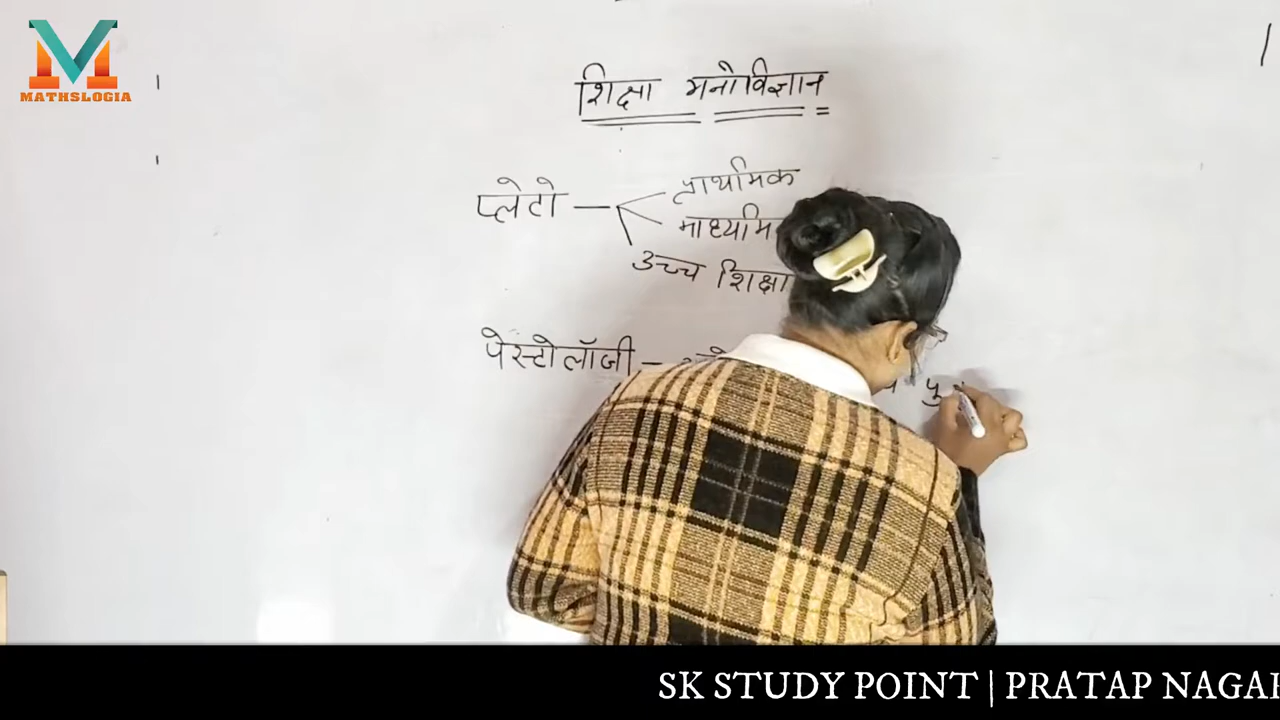 MATHSLOGIA
शिक्षा मनोविज्ञान
प्लेटो — प्राथमिक
माध्यमि
उच्च शिक्षा
पेस्टोलॉजी —
SK STUDY POINT | PRATAP NAGAR